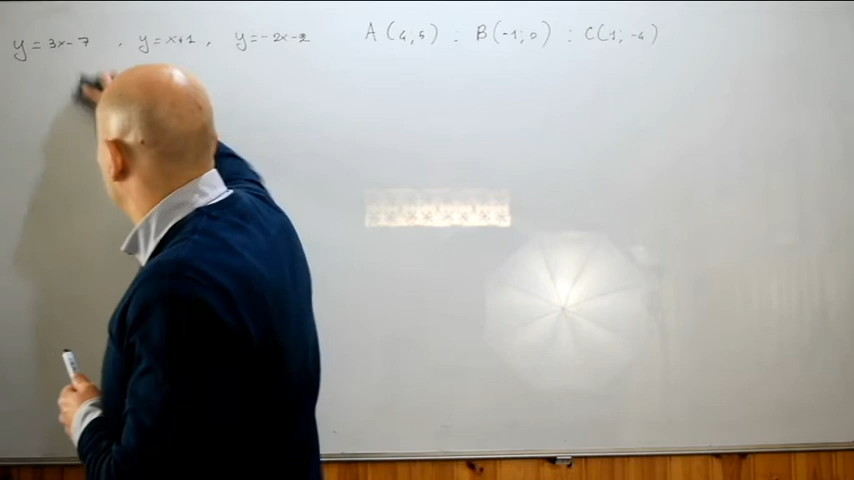 y = 3x - 7 , y = x + 1 , y = -2x - 2 A (4, 5) : B (-1; 0) : C (1; -4)